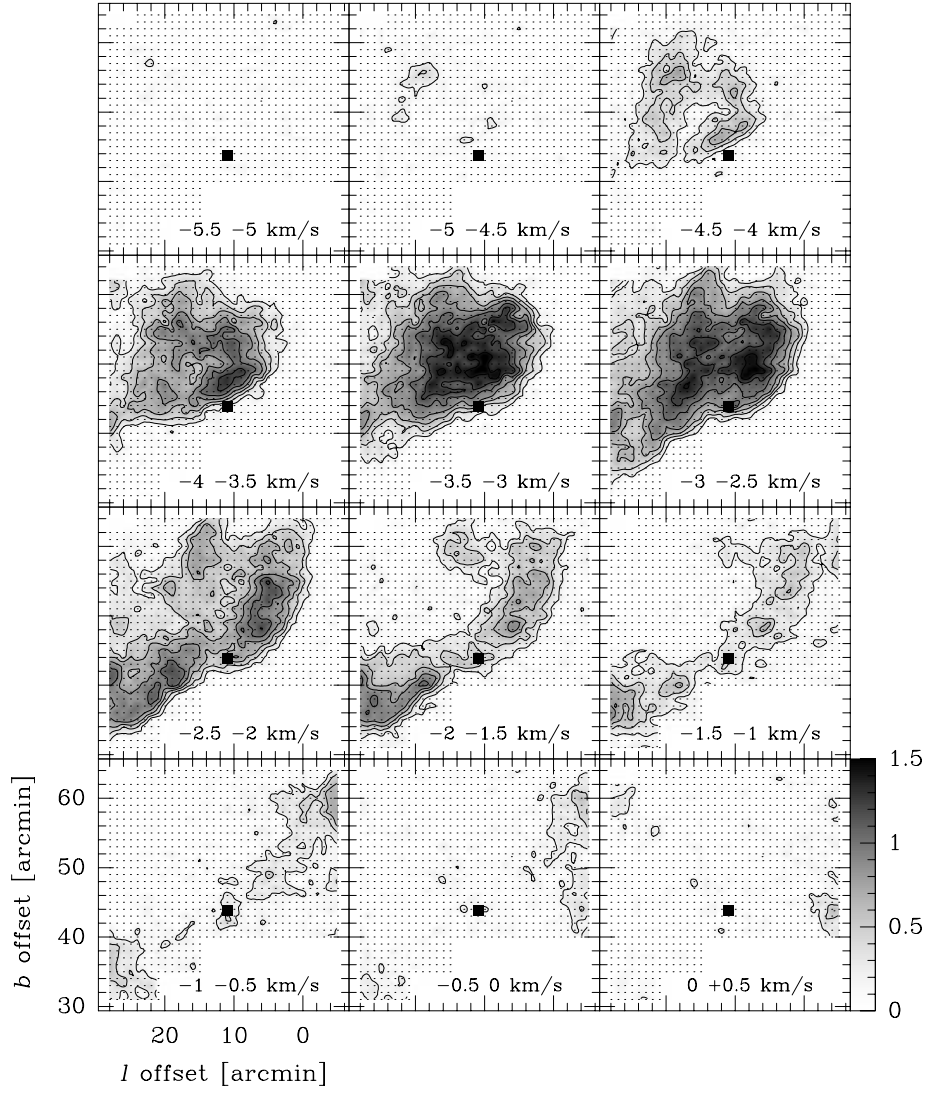 −5.5 −5 km/s
−5 −4.5 km/s
−4.5 −4 km/s
−4 −3.5 km/s
−3.5 −3 km/s
−3 −2.5 km/s
−2.5 −2 km/s
−2 −1.5 km/s
−1.5 −1 km/s
−1 −0.5 km/s
−0.5 0 km/s
0 +0.5 km/s
60
50
40
30
b offset [arcmin]
20 10 0
l offset [arcmin]
1.5
1
0.5
0